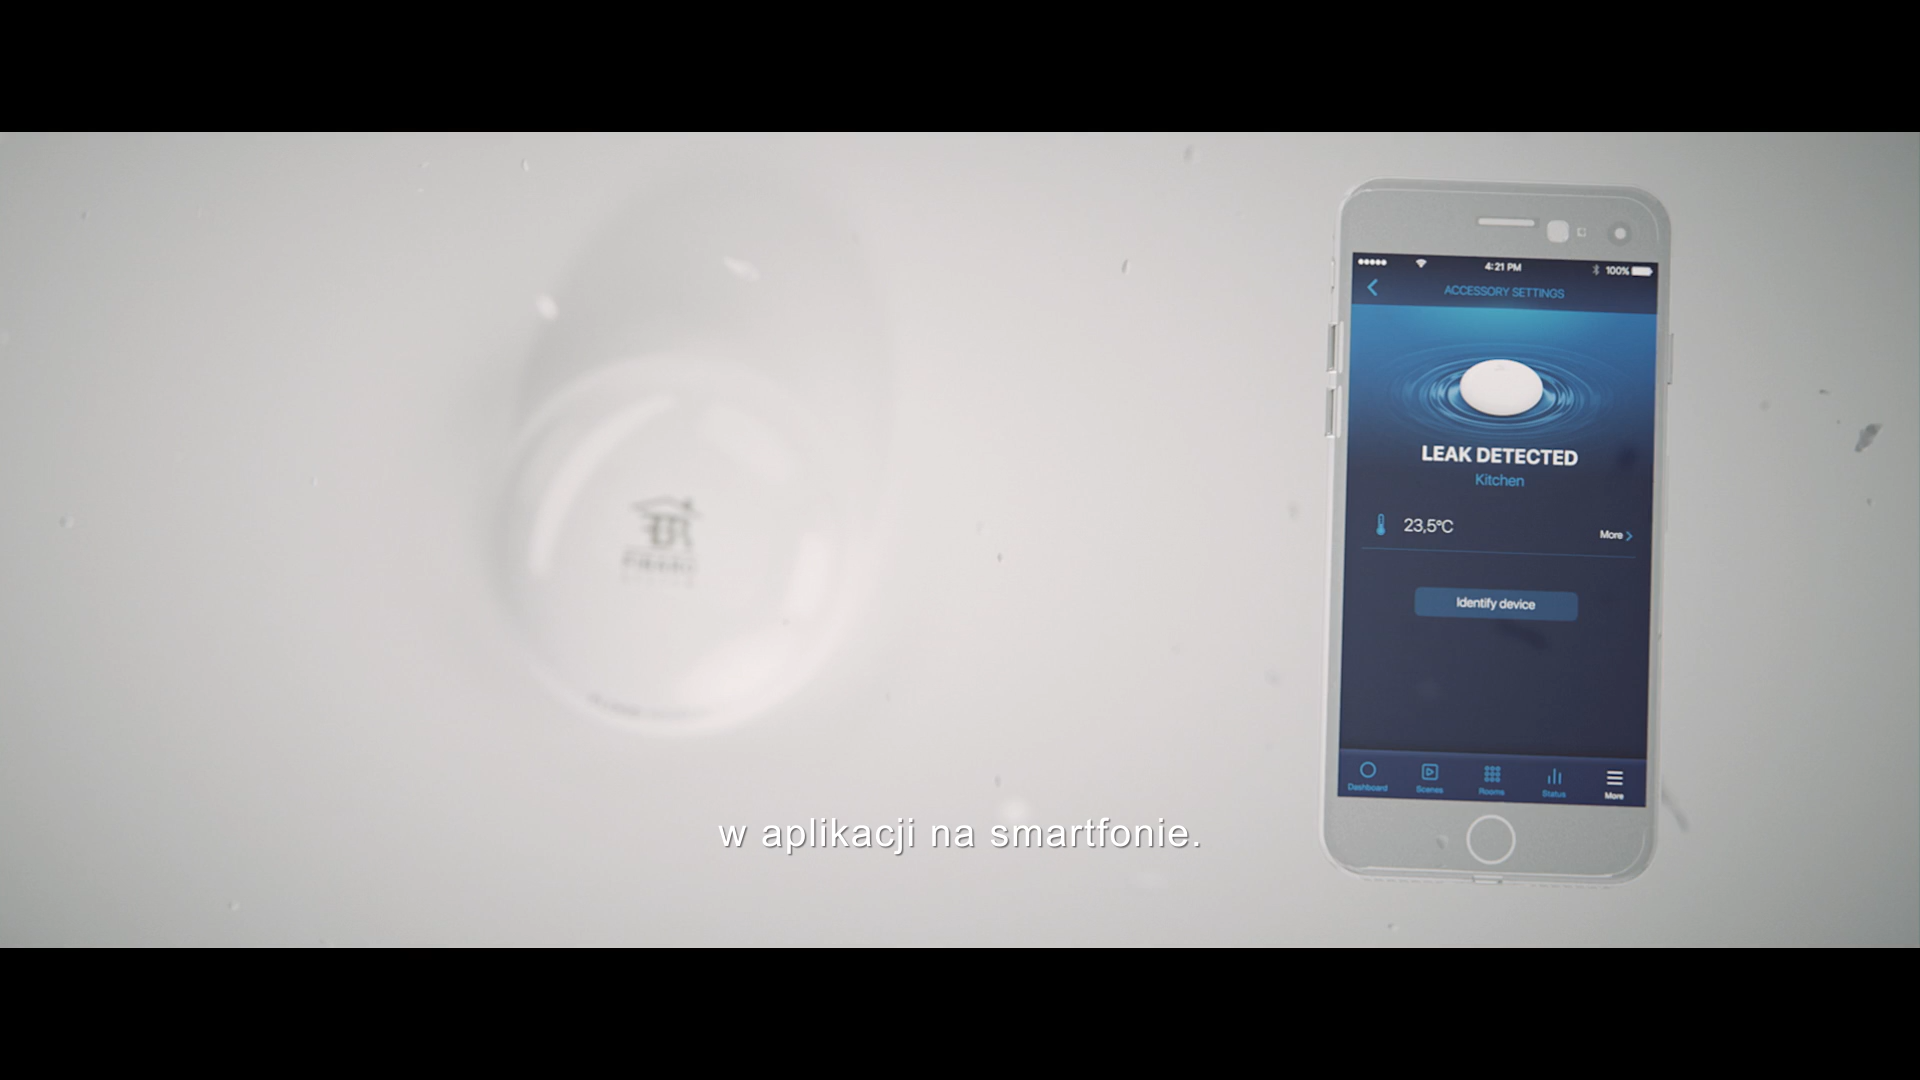 4:21 PM
100%
ACCESSORY SETTINGS
LEAK DETECTED
Kitchen
23,5°C
More
Identify device
Dashboard
Scenes
Rooms
Status
More
w aplikacji na smartfonie.